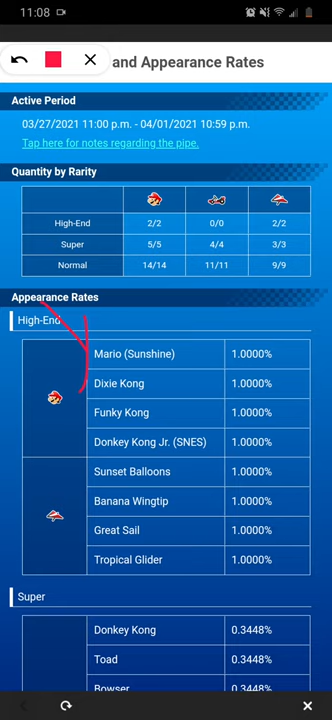 11:08
and Appearance Rates
Active Period
03/27/2021 11:00 p.m. - 04/01/2021 10:59 p.m.
Tap here for notes regarding the pipe.
Quantity by Rarity
High-End 2/2 0/0 2/2
Super 5/5 4/4 3/3
Normal 14/14 11/11 9/9
Appearance Rates
High-End
Mario (Sunshine) 1.0000%
Dixie Kong 1.0000%
Funky Kong 1.0000%
Donkey Kong Jr. (SNES) 1.0000%
Sunset Balloons 1.0000%
Banana Wingtip 1.0000%
Great Sail 1.0000%
Tropical Glider 1.0000%
Super
Donkey Kong 0.3448%
Toad 0.3448%
Bowser 0.3448%